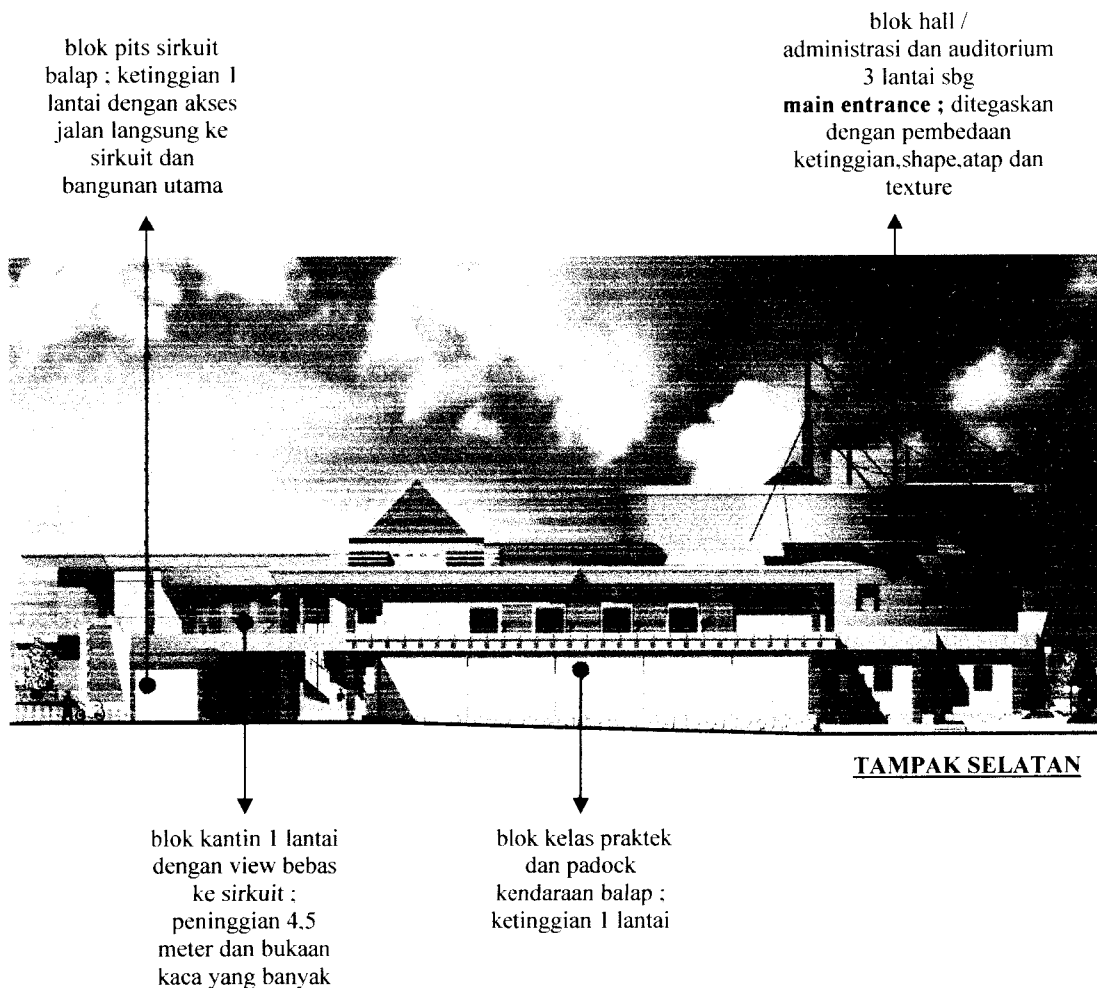 blok pits sirkuit
balap ; ketinggian 1
lantai dengan akses
jalan langsung ke
sirkuit dan
bangunan utama
blok hall /
administrasi dan auditorium
3 lantai sbg
main entrance ; ditegaskan
dengan pembedaan
ketinggian,shape,atap dan
texture
TAMPAK SELATAN
blok kantin 1 lantai
dengan view bebas
ke sirkuit ;
peninggian 4,5
meter dan bukaan
kaca yang banyak
blok kelas praktek
dan padock
kendaraan balap ;
ketinggian 1 lantai